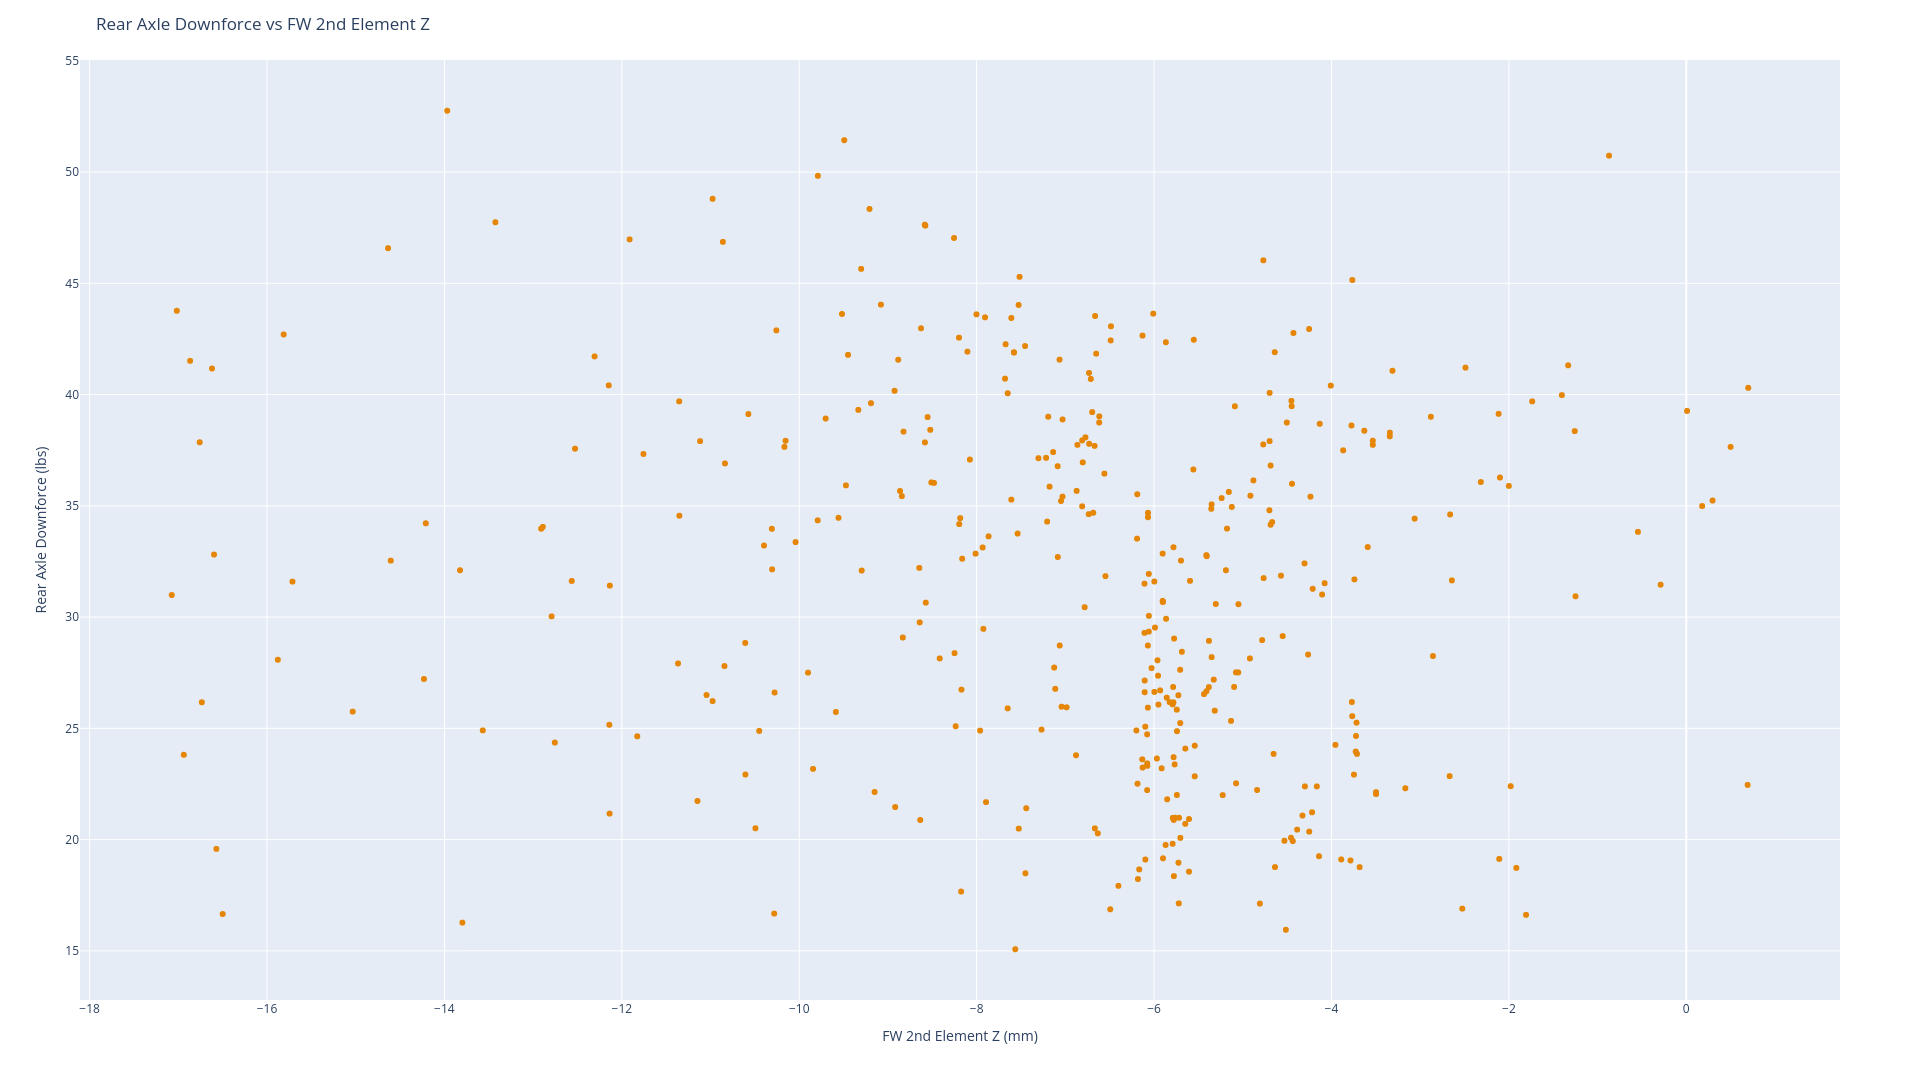 Rear Axle Downforce vs FW 2nd Element Z
55
50
45
40
35
30
25
20
15
Rear Axle Downforce (lbs)
−18 −16 −14 −12 −10 −8 −6 −4 −2 0
FW 2nd Element Z (mm)